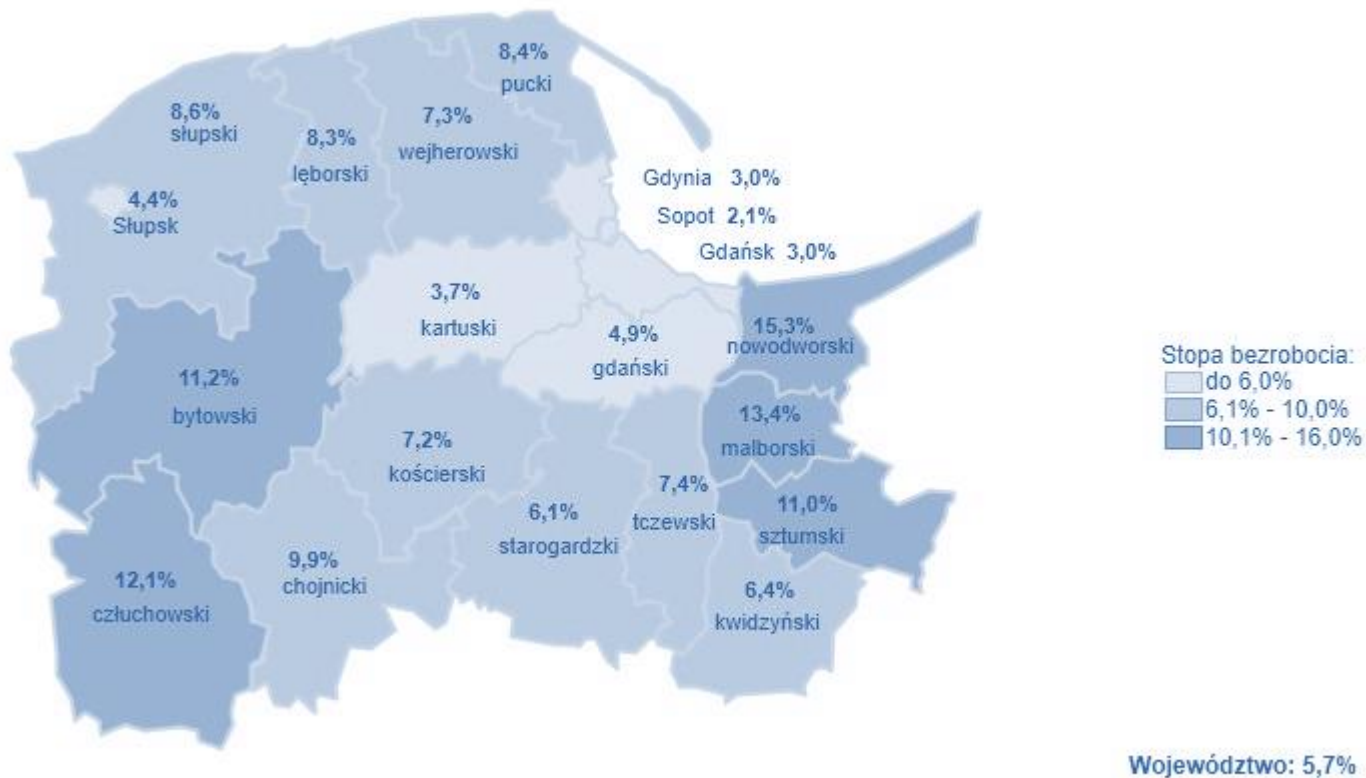 8,4%
pucki
8,6%
słupski
7,3%
wejherowski
8,3%
lęborski
Gdynia 3,0%
4,4%
Słupsk
Sopot 2,1%
Gdańsk 3,0%
3,7%
kartuski
4,9%
gdański
15,3%
nowodworski
Stopa bezrobocia:
do 6,0%
6,1% - 10,0%
10,1% - 16,0%
11,2%
bytowski
13,4%
malborski
7,2%
kościerski
7,4%
tczewski
11,0%
sztumski
6,1%
starogardzki
9,9%
chojnicki
12,1%
człuchowski
6,4%
kwidzyński
Województwo: 5,7%